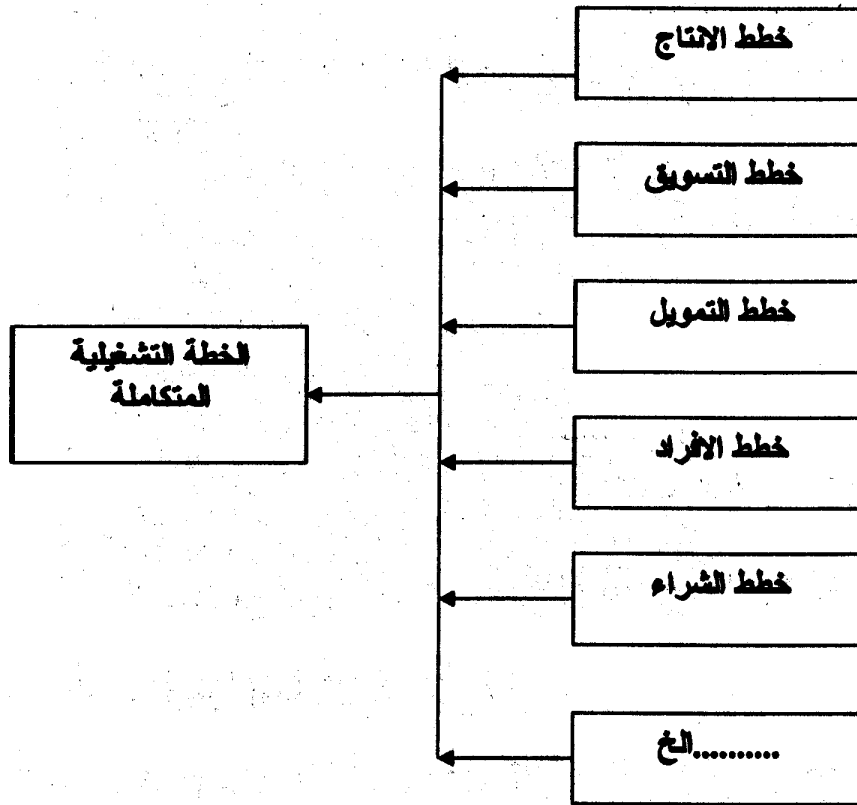 خطط الانتاج
خطط التسويق
خطط التمويل
خطط الافراد
خطط الشراء
..........الخ
الخطة التشغيلية
المتكاملة